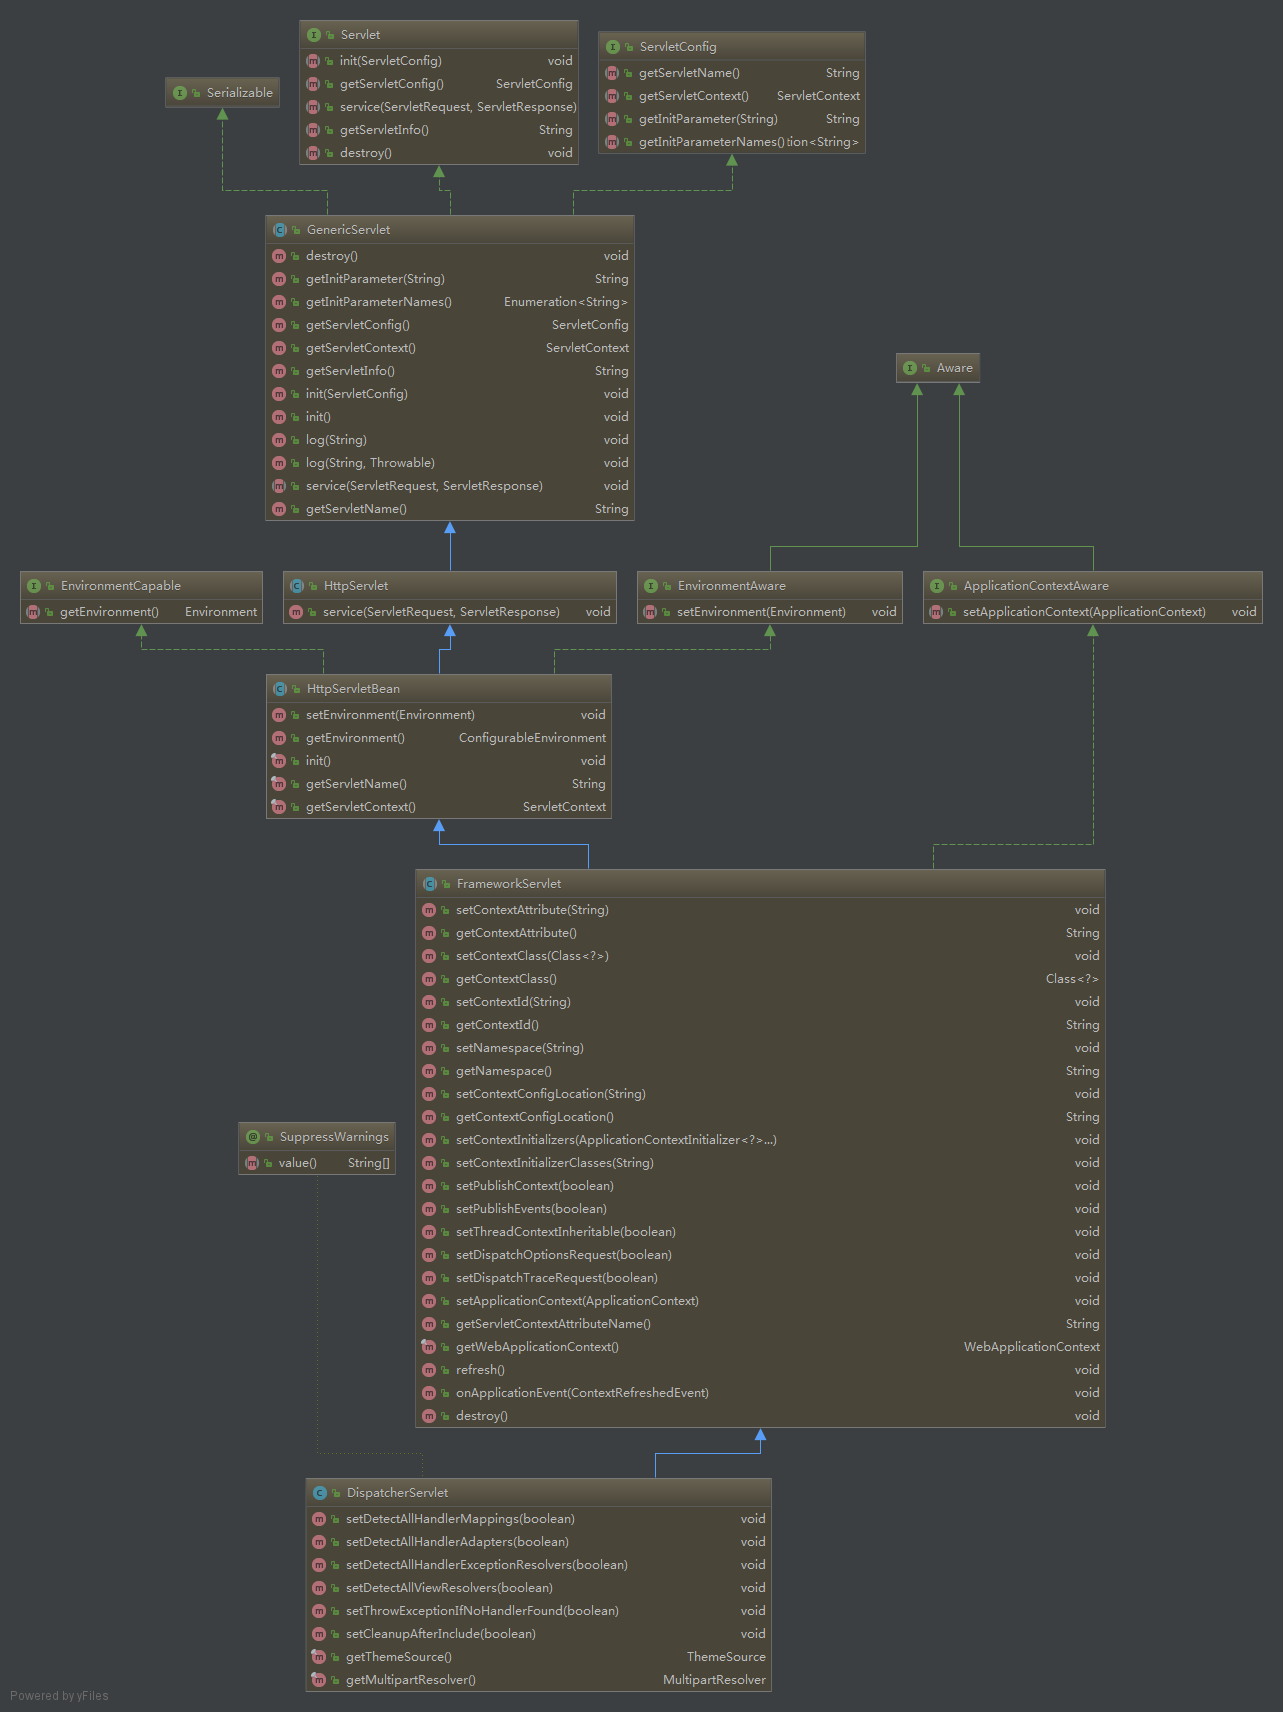 Servlet
init(ServletConfig) void
getServletConfig() ServletConfig
service(ServletRequest, ServletResponse)
getServletInfo() String
destroy() void
ServletConfig
getServletName() String
getServletContext() ServletContext
getInitParameter(String) String
getInitParameterNames() tion<String>
Serializable
GenericServlet
destroy() void
getInitParameter(String) String
getInitParameterNames() Enumeration<String>
getServletConfig() ServletConfig
getServletContext() ServletContext
getServletInfo() String
init(ServletConfig) void
init() void
log(String) void
log(String, Throwable) void
service(ServletRequest, ServletResponse) void
getServletName() String
Aware
EnvironmentCapable
getEnvironment() Environment
HttpServlet
service(ServletRequest, ServletResponse) void
EnvironmentAware
setEnvironment(Environment) void
ApplicationContextAware
setApplicationContext(ApplicationContext) void
HttpServletBean
setEnvironment(Environment) void
getEnvironment() ConfigurableEnvironment
init() void
getServletName() String
getServletContext() ServletContext
FrameworkServlet
setContextAttribute(String) void
getContextAttribute() String
setContextClass(Class<?>) void
getContextClass() Class<?>
setContextId(String) void
getContextId() String
setNamespace(String) void
getNamespace() String
setContextConfigLocation(String) void
getContextConfigLocation() String
setContextInitializers(ApplicationContextInitializer<?>...) void
setContextInitializerClasses(String) void
setPublishContext(boolean) void
setPublishEvents(boolean) void
setThreadContextInheritable(boolean) void
setDispatchOptionsRequest(boolean) void
setDispatchTraceRequest(boolean) void
setApplicationContext(ApplicationContext) void
getServletContextAttributeName() String
getWebApplicationContext() WebApplicationContext
refresh() void
onApplicationEvent(ContextRefreshedEvent) void
destroy() void
SuppressWarnings
value() String[]
DispatcherServlet
setDetectAllHandlerMappings(boolean) void
setDetectAllHandlerAdapters(boolean) void
setDetectAllHandlerExceptionResolvers(boolean) void
setDetectAllViewResolvers(boolean) void
setThrowExceptionIfNoHandlerFound(boolean) void
setCleanupAfterInclude(boolean) void
getThemeSource() ThemeSource
getMultipartResolver() MultipartResolver
Powered by yFiles